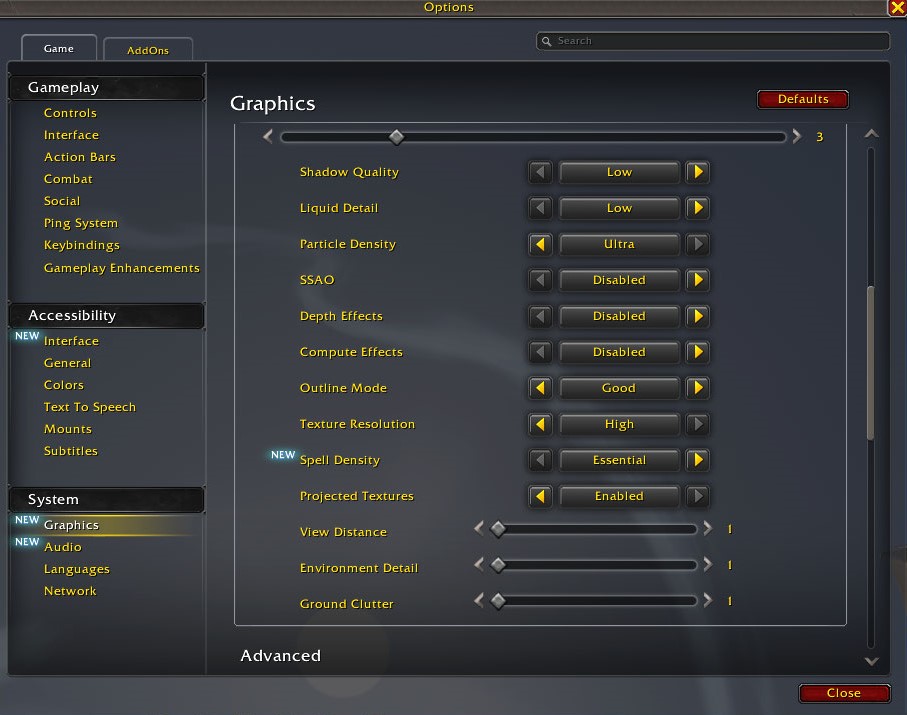 Options
Game
AddOns
Search
Gameplay
Controls
Interface
Action Bars
Combat
Social
Ping System
Keybindings
Gameplay Enhancements
Accessibility
NEW Interface
General
Colors
Text To Speech
Mounts
Subtitles
System
NEW Graphics
NEW Audio
Languages
Network
Graphics
Defaults
3
Shadow Quality Low
Liquid Detail Low
Particle Density Ultra
SSAO Disabled
Depth Effects Disabled
Compute Effects Disabled
Outline Mode Good
Texture Resolution High
NEW Spell Density Essential
Projected Textures Enabled
View Distance 1
Environment Detail 1
Ground Clutter 1
Advanced
Close